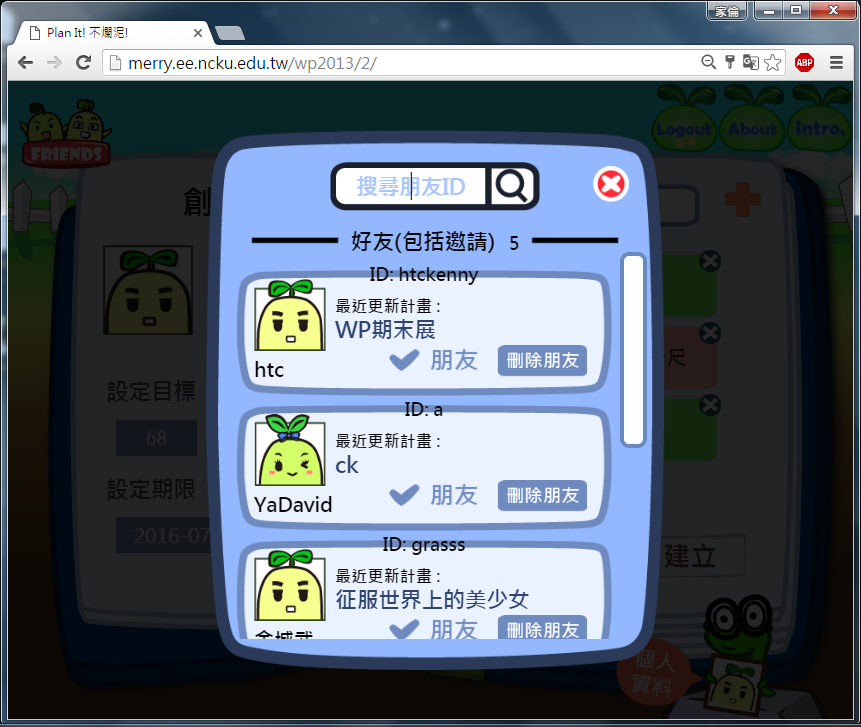 家倫
Plan It! 不爛泥!
merry.ee.ncku.edu.tw/wp2013/2/
ABP
FRIENDS
Logout
About
Intro.
搜尋朋友ID
創
好友(包括邀請) 5
ID: htckenny
最近更新計畫 :
WP期末展
朋友
刪除朋友
htc
尺
設定目標
68
ID: a
最近更新計畫 :
ck
朋友
刪除朋友
YaDavid
設定期限
2016-07
ID: grasss
最近更新計畫 :
征服世界上的美少女
朋友
刪除朋友
建立
個人
資料